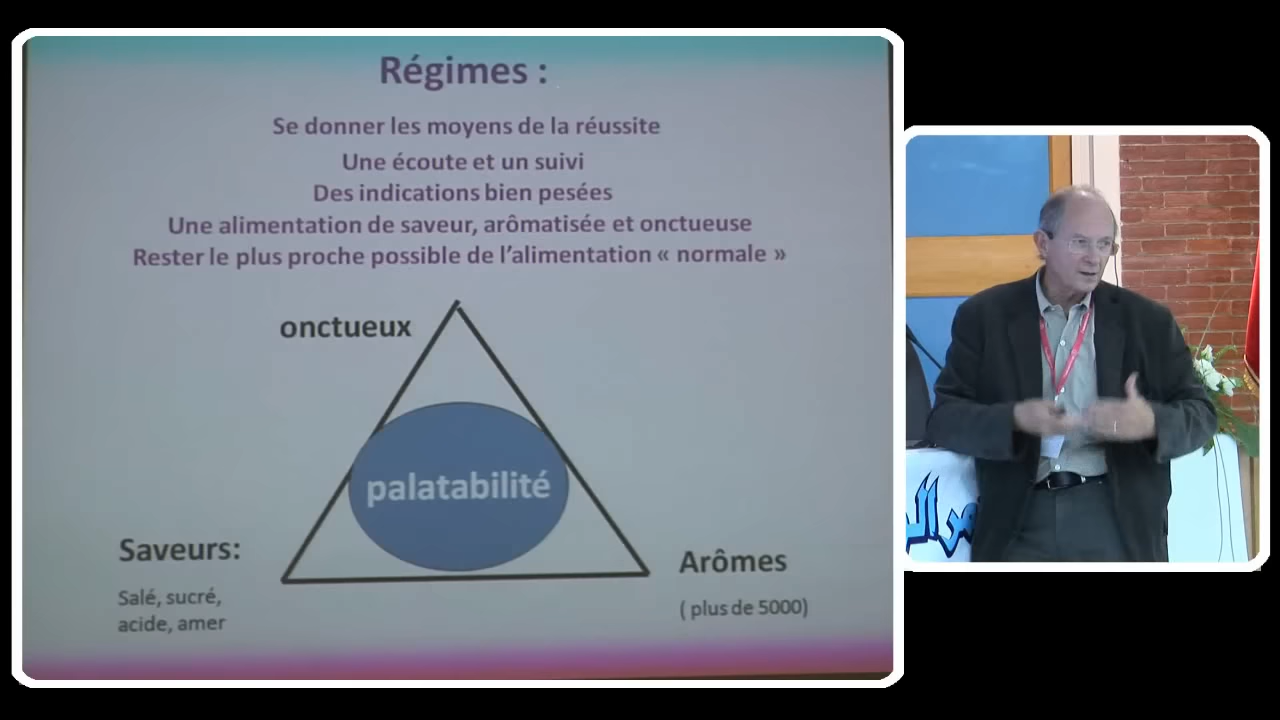 Régimes :
Se donner les moyens de la réussite
Une écoute et un suivi
Des indications bien pesées
Une alimentation de saveur, arômatisée et onctueuse
Rester le plus proche possible de l’alimentation « normale »
onctueux
palatabilité
Saveurs:
Salé, sucré,
acide, amer
Arômes
( plus de 5000)